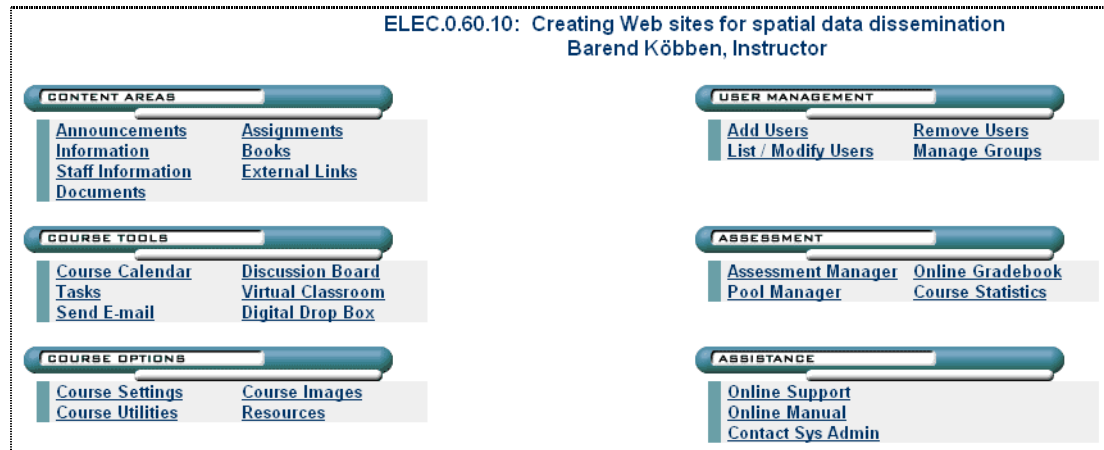 ELEC.0.60.10: Creating Web sites for spatial data dissemination
Barend Köbben, Instructor
CONTENT AREAS
Announcements Assignments
Information Books
Staff Information External Links
Documents
USER MANAGEMENT
Add Users Remove Users
List / Modify Users Manage Groups
COURSE TOOLS
Course Calendar Discussion Board
Tasks Virtual Classroom
Send E-mail Digital Drop Box
ASSESSMENT
Assessment Manager Online Gradebook
Pool Manager Course Statistics
COURSE OPTIONS
Course Settings Course Images
Course Utilities Resources
ASSISTANCE
Online Support
Online Manual
Contact Sys Admin